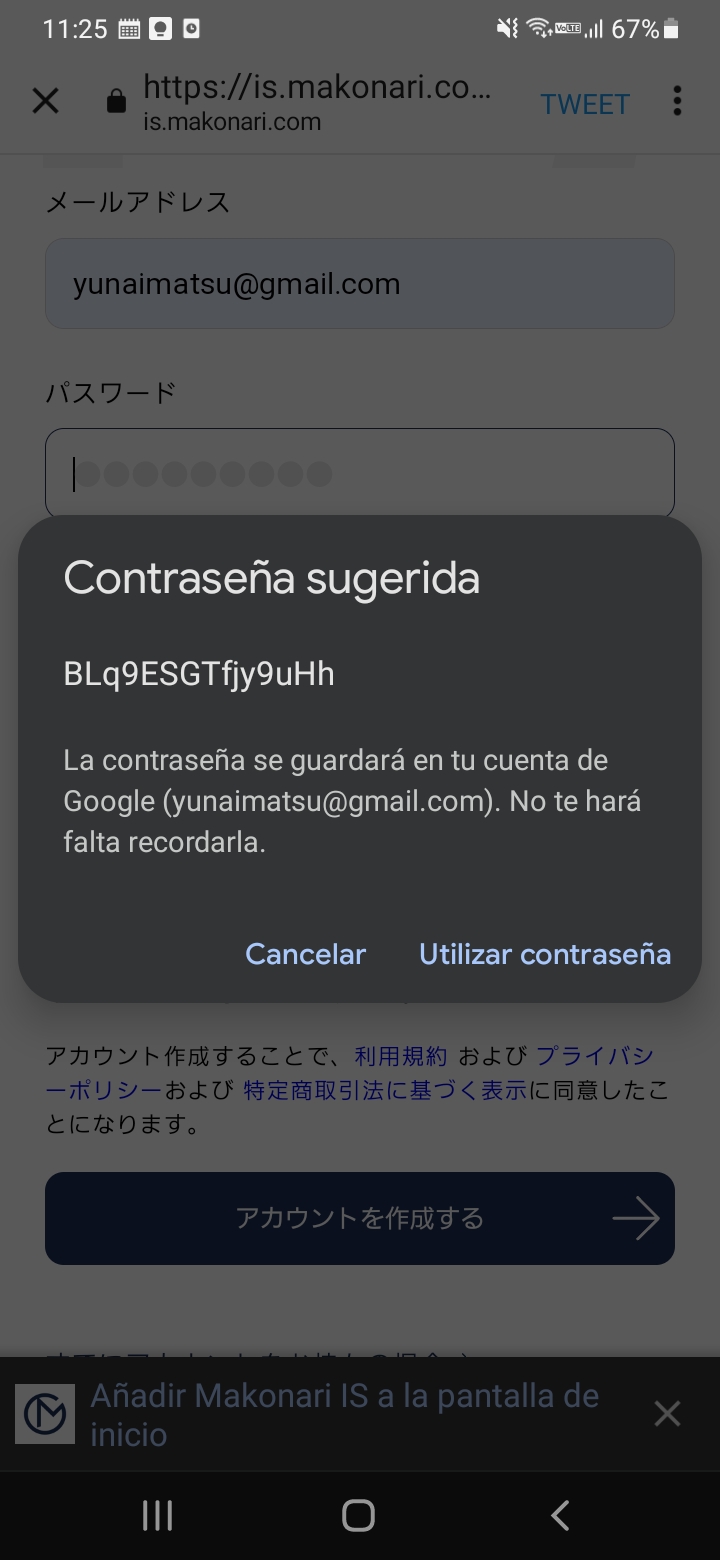 11:25
VoLTE
67%
https://is.makonari.co...
is.makonari.com
TWEET
メールアドレス
yunaimatsu@gmail.com
パスワード
Contraseña sugerida
BLq9ESGTfjy9uHh
La contraseña se guardará en tu cuenta de
Google (yunaimatsu@gmail.com). No te hará
falta recordarla.
Cancelar
Utilizar contraseña
アカウント作成することで、利用規約 および プライバシ
ーポリシーおよび 特定商取引法に基づく表示に同意したこ
とになります。
アカウントを作成する
Añadir Makonari IS a la pantalla de
inicio